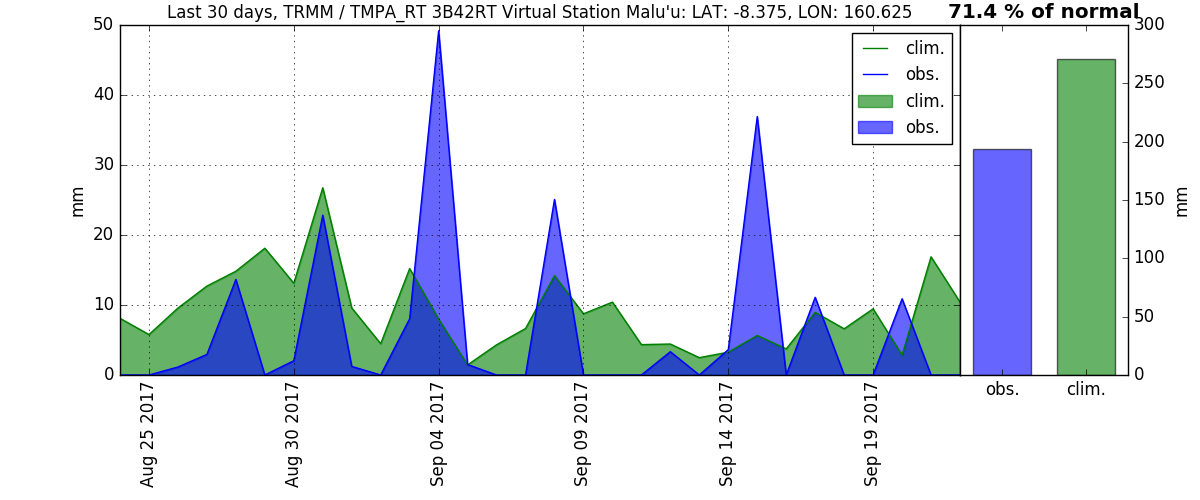 Last 30 days, TRMM / TMPA_RT 3B42RT Virtual Station Malu'u: LAT: -8.375, LON: 160.625
71.4 % of normal
50
40
30
20
10
0
mm
clim.
obs.
clim.
obs.
300
250
200
150
100
50
0
mm
obs.
clim.
Aug 25 2017
Aug 30 2017
Sep 04 2017
Sep 09 2017
Sep 14 2017
Sep 19 2017